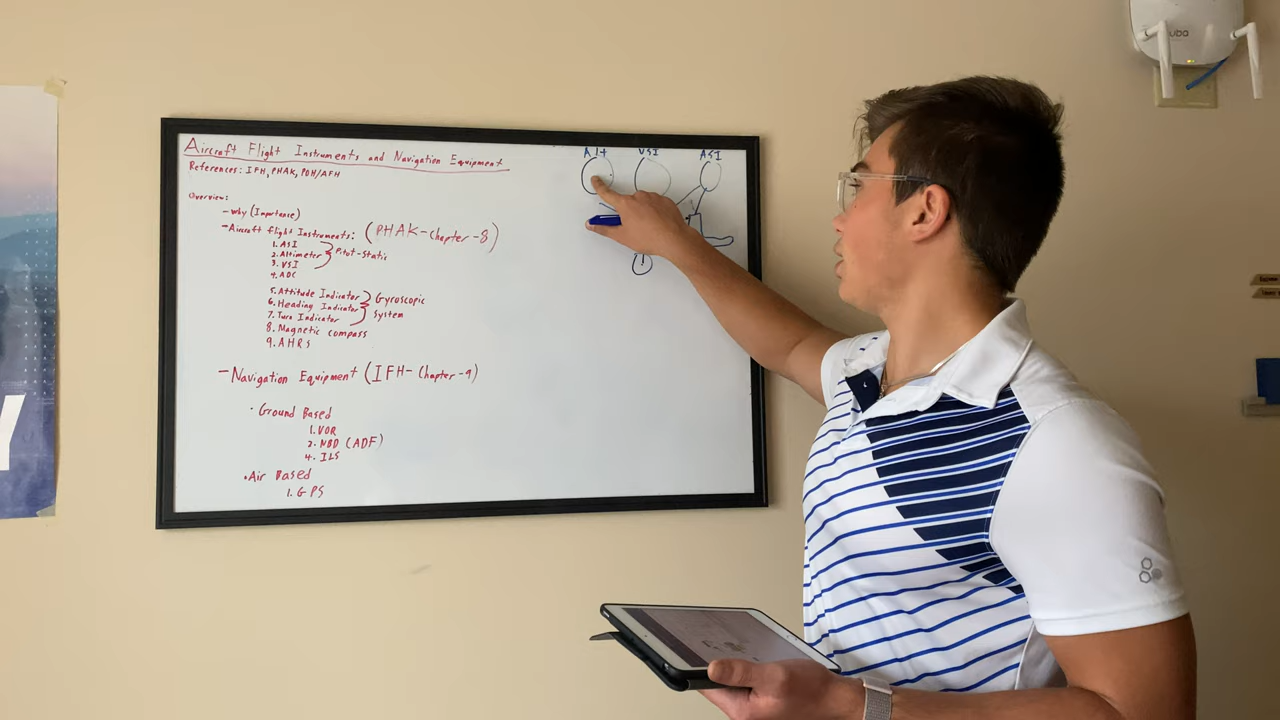 Aircraft Flight Instruments and Navigation Equipment
References: IFH, PHAK, POH/AFH
Overview:
- Why (Importance)
- Aircraft flight instruments: (PHAK-Chapter-8)
1. ASI
2. Altimeter
3. VSI
Pitot-Static
4. ADC
5. Attitude Indicator
6. Heading Indicator
7. Turn Indicator
Gyroscopic
System
8. Magnetic compass
9. AHRS
- Navigation Equipment (IFH- Chapter-9)
· Ground Based
1. VOR
2. NBD (ADF)
4. ILS
· Air Based
1. GPS
Alt VSI ASI
Y